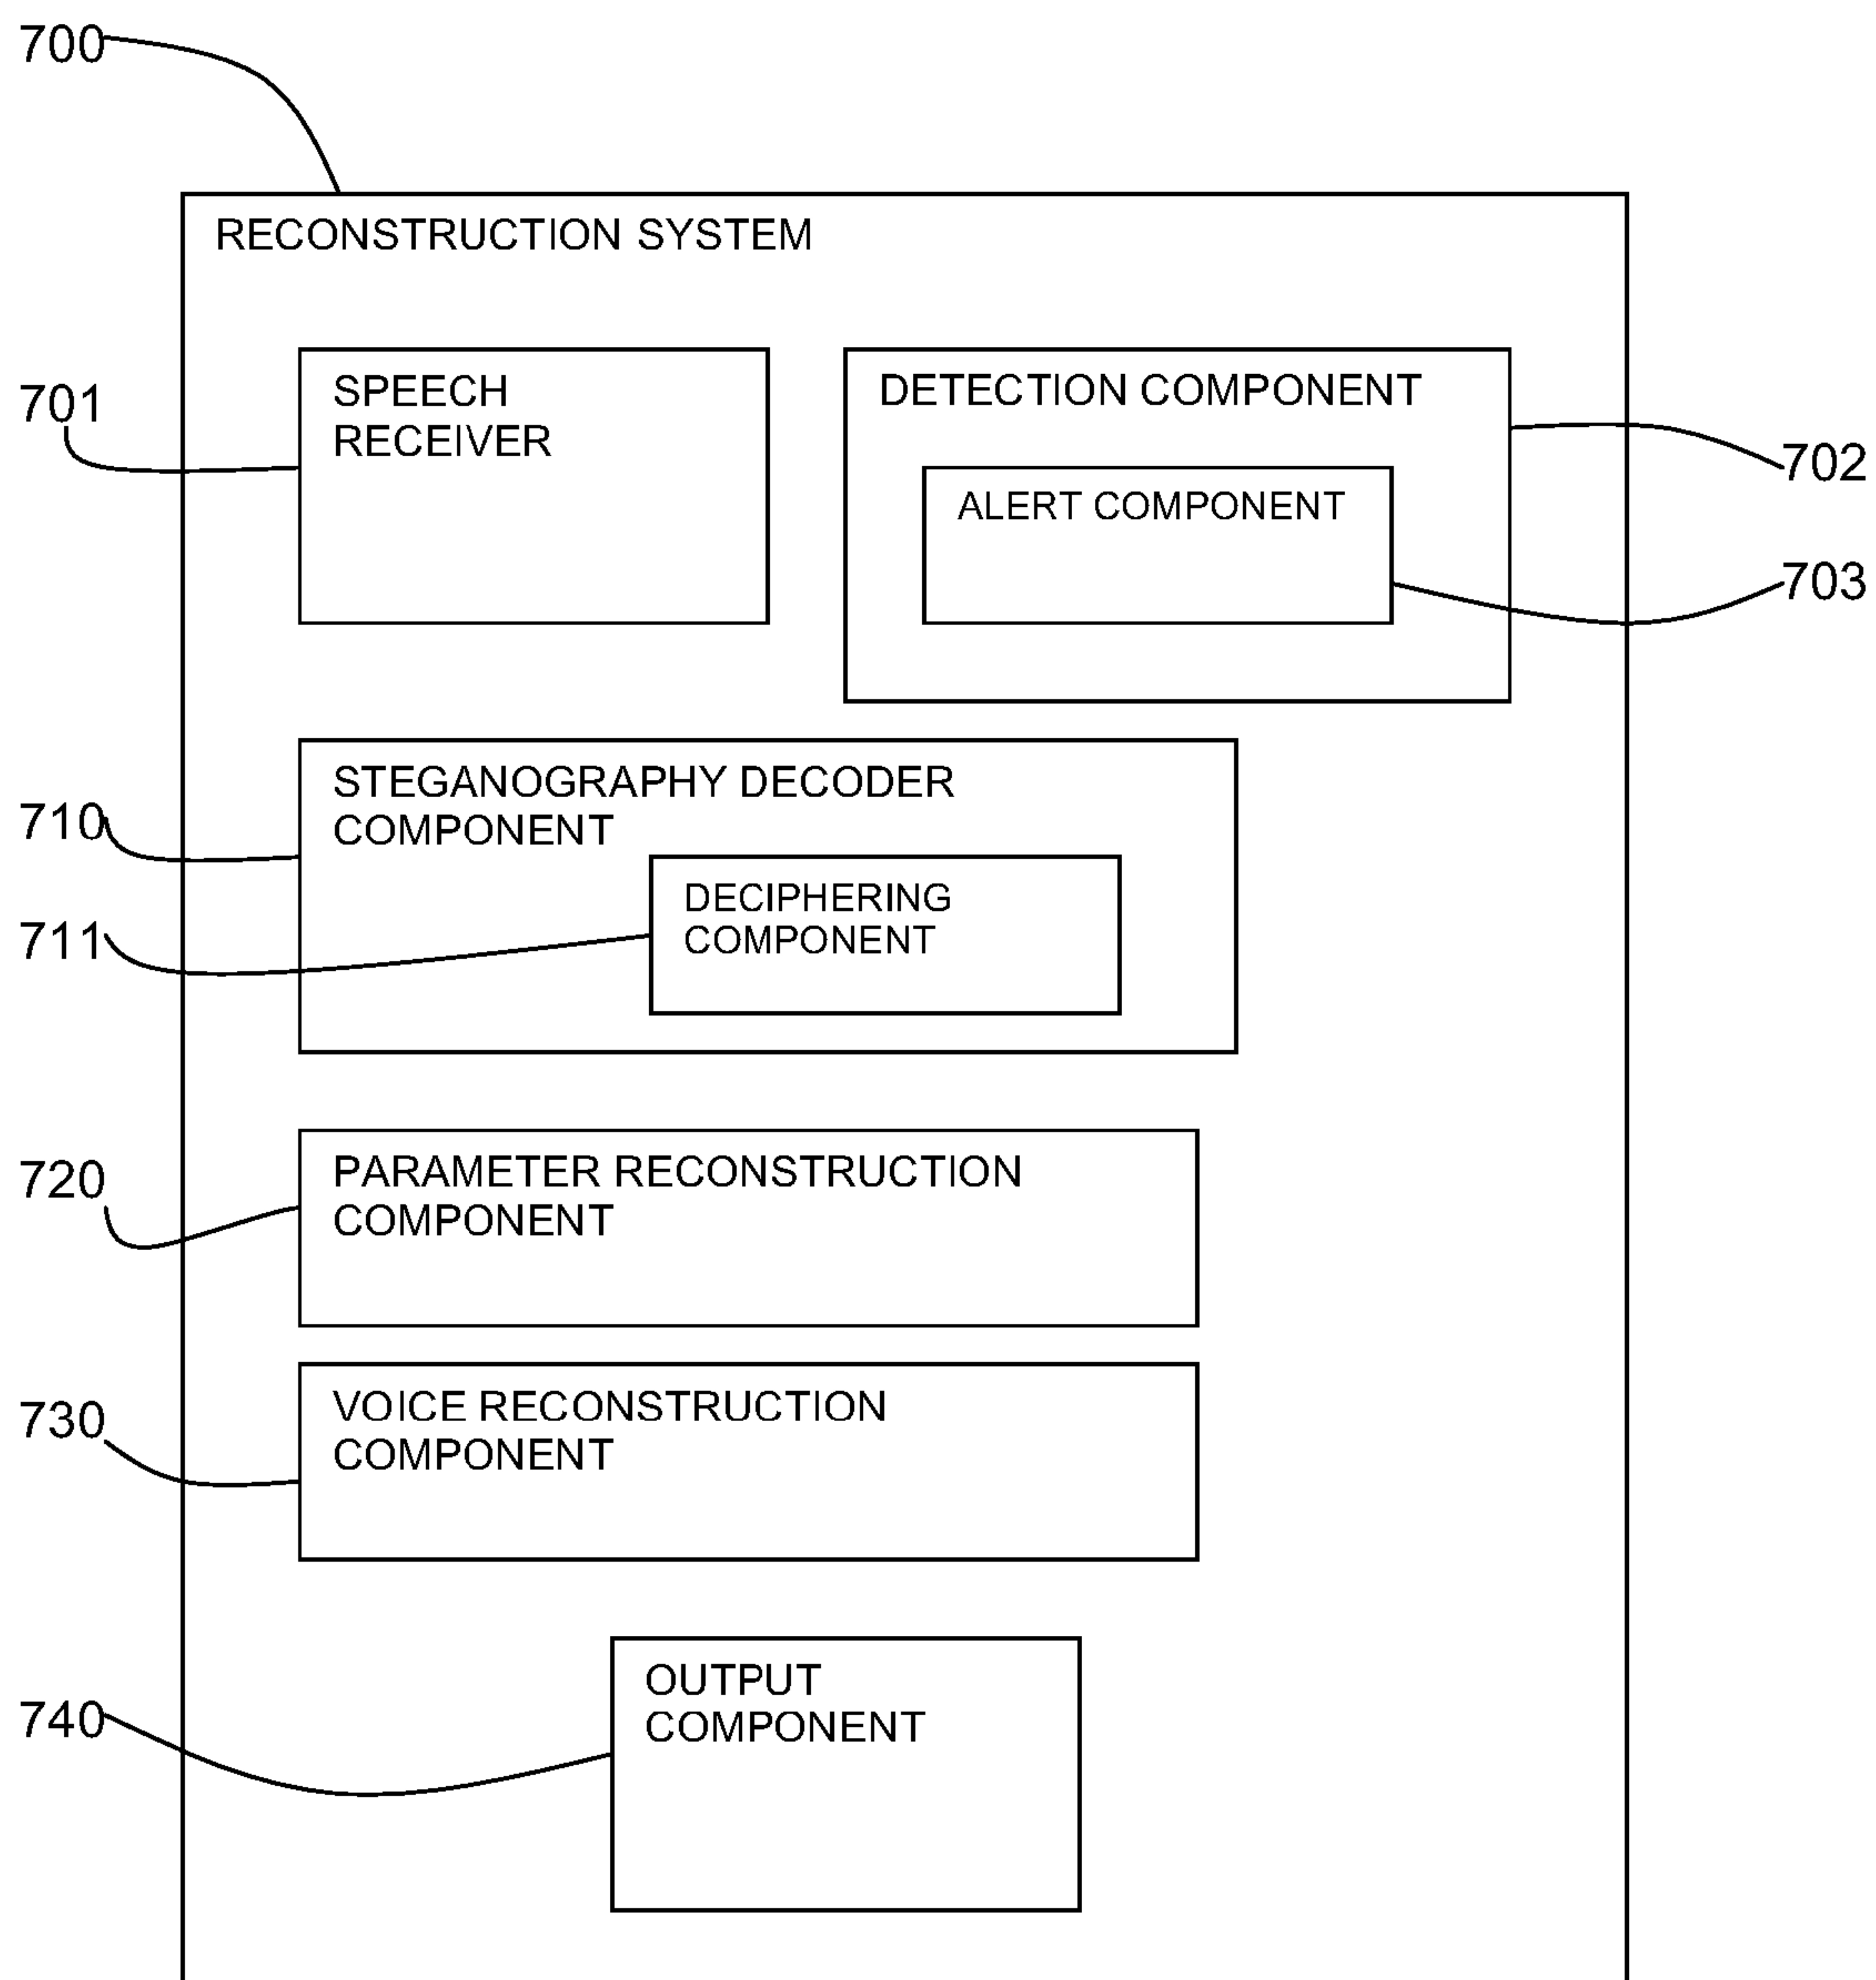 700
RECONSTRUCTION SYSTEM
701
SPEECH
RECEIVER
DETECTION COMPONENT
702
ALERT COMPONENT
703
710
STEGANOGRAPHY DECODER
COMPONENT
711
DECIPHERING
COMPONENT
720
PARAMETER RECONSTRUCTION
COMPONENT
730
VOICE RECONSTRUCTION
COMPONENT
740
OUTPUT
COMPONENT